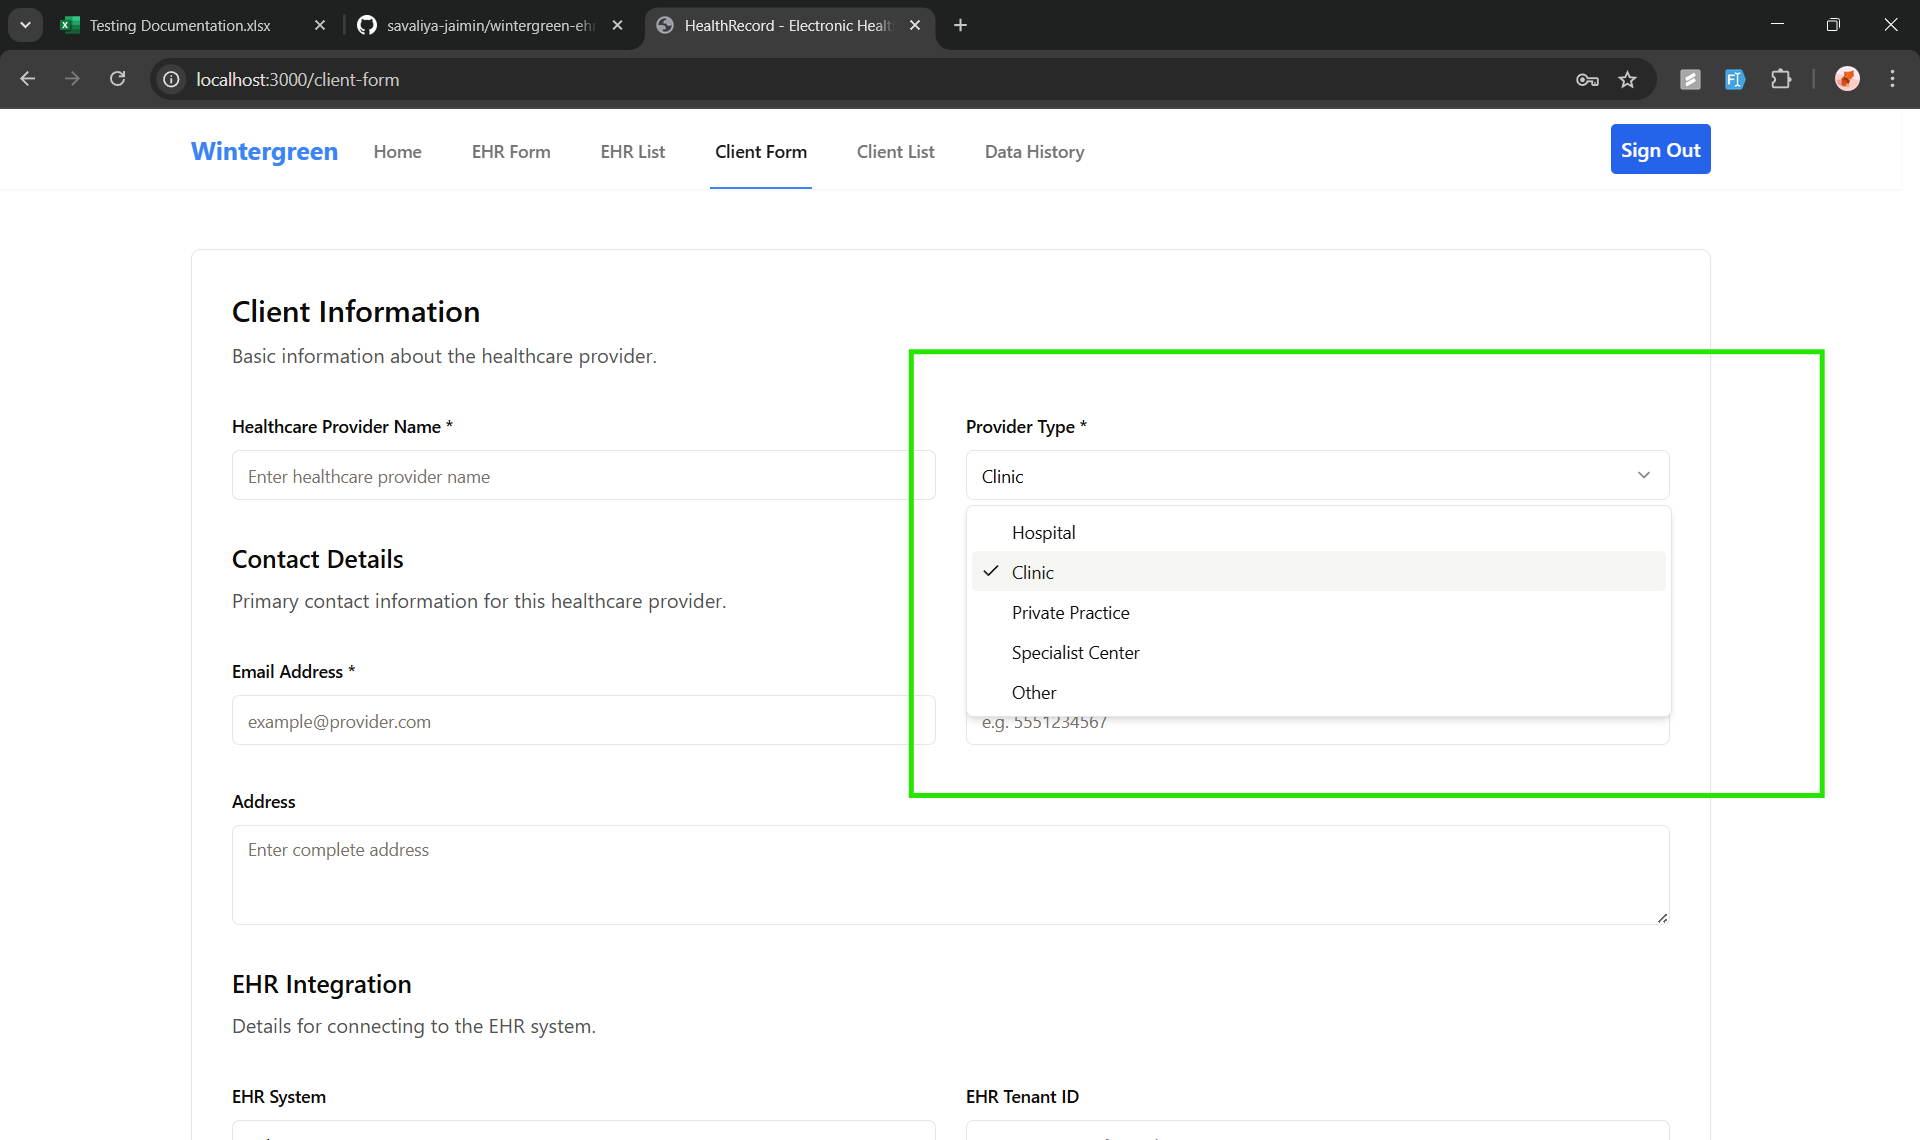 Testing Documentation.xlsx
savaliya-jaimin/wintergreen-ehr
HealthRecord - Electronic Healt
localhost:3000/client-form
Wintergreen
Home
EHR Form
EHR List
Client Form
Client List
Data History
Sign Out
Client Information
Basic information about the healthcare provider.
Healthcare Provider Name *
Enter healthcare provider name
Provider Type *
Clinic
Hospital
Clinic
Private Practice
Specialist Center
Other
Contact Details
Primary contact information for this healthcare provider.
Email Address *
example@provider.com
e.g. 5551234567
Address
Enter complete address
EHR Integration
Details for connecting to the EHR system.
EHR System
EHR Tenant ID